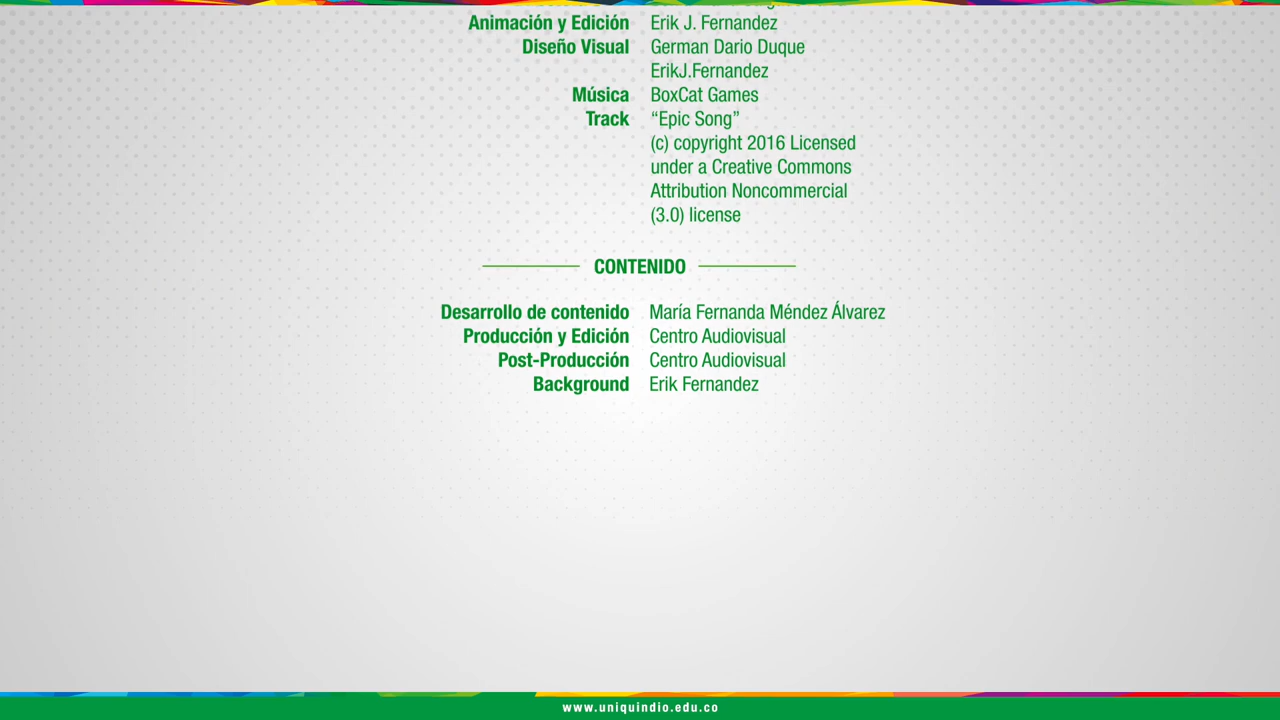 Animación y Edición Erik J. Fernandez
Diseño Visual German Dario Duque
ErikJ.Fernandez
Música BoxCat Games
Track “Epic Song”
(c) copyright 2016 Licensed
under a Creative Commons
Attribution Noncommercial
(3.0) license
CONTENIDO
Desarrollo de contenido María Fernanda Méndez Álvarez
Producción y Edición Centro Audiovisual
Post-Producción Centro Audiovisual
Background Erik Fernandez
www.uniquindio.edu.co